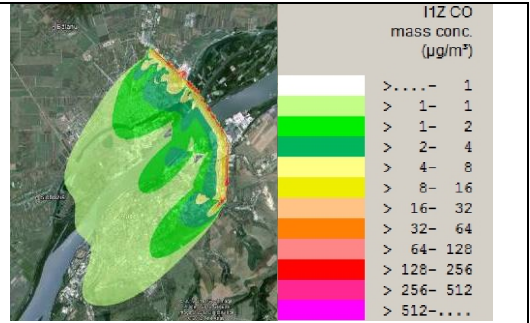 I1Z CO
mass conc.
(µg/m³)
>....- 1
> 1- 1
> 1- 2
> 2- 4
> 4- 8
> 8- 16
> 16- 32
> 32- 64
> 64- 128
> 128- 256
> 256- 512
> 512-....